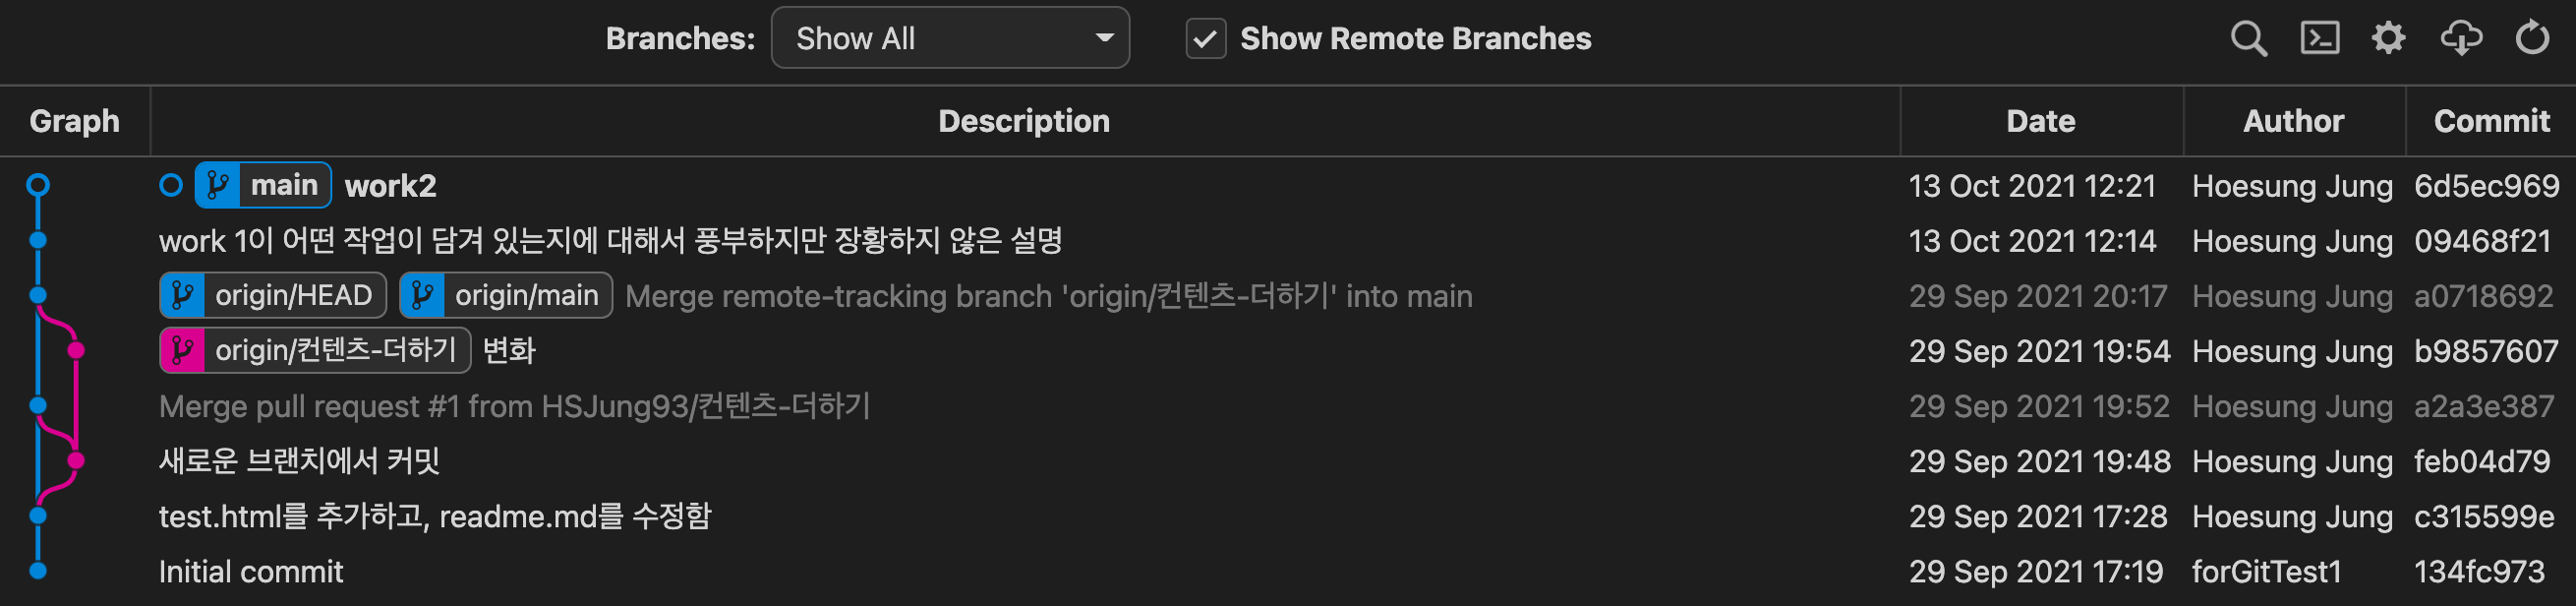 Branches: Show All Show Remote Branches
Graph Description Date Author Commit
main work2 13 Oct 2021 12:21 Hoesung Jung 6d5ec969
work 1이 어떤 작업이 담겨 있는지에 대해서 풍부하지만 장황하지 않은 설명 13 Oct 2021 12:14 Hoesung Jung 09468f21
origin/HEAD origin/main Merge remote-tracking branch 'origin/컨텐츠-더하기' into main 29 Sep 2021 20:17 Hoesung Jung a0718692
origin/컨텐츠-더하기 변화 29 Sep 2021 19:54 Hoesung Jung b9857607
Merge pull request #1 from HSJung93/컨텐츠-더하기 29 Sep 2021 19:52 Hoesung Jung a2a3e387
새로운 브랜치에서 커밋 29 Sep 2021 19:48 Hoesung Jung feb04d79
test.html를 추가하고, readme.md를 수정함 29 Sep 2021 17:28 Hoesung Jung c315599e
Initial commit 29 Sep 2021 17:19 forGitTest1 134fc973